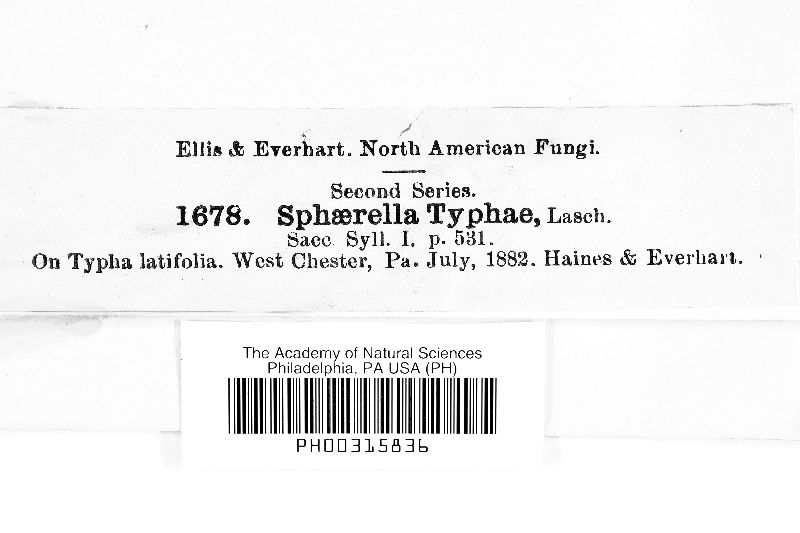 Ellis & Everhart. North American Fungi.
Second Series.
1678. Sphærella Typhae, Lasch.
Sacc Syll. I. p. 531.
On Typha latifolia. West Chester, Pa. July, 1882. Haines & Everhart.
The Academy of Natural Sciences
Philadelphia, PA USA (PH)
PH00315836